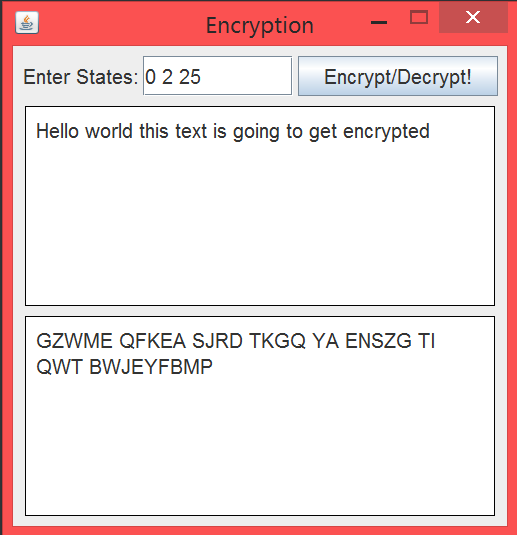 Encryption
Enter States: 0 2 25 Encrypt/Decrypt!
Hello world this text is going to get encrypted
GZWME QFKEA SJRD TKGQ YA ENSZG TI
QWT BWJEYFBMP